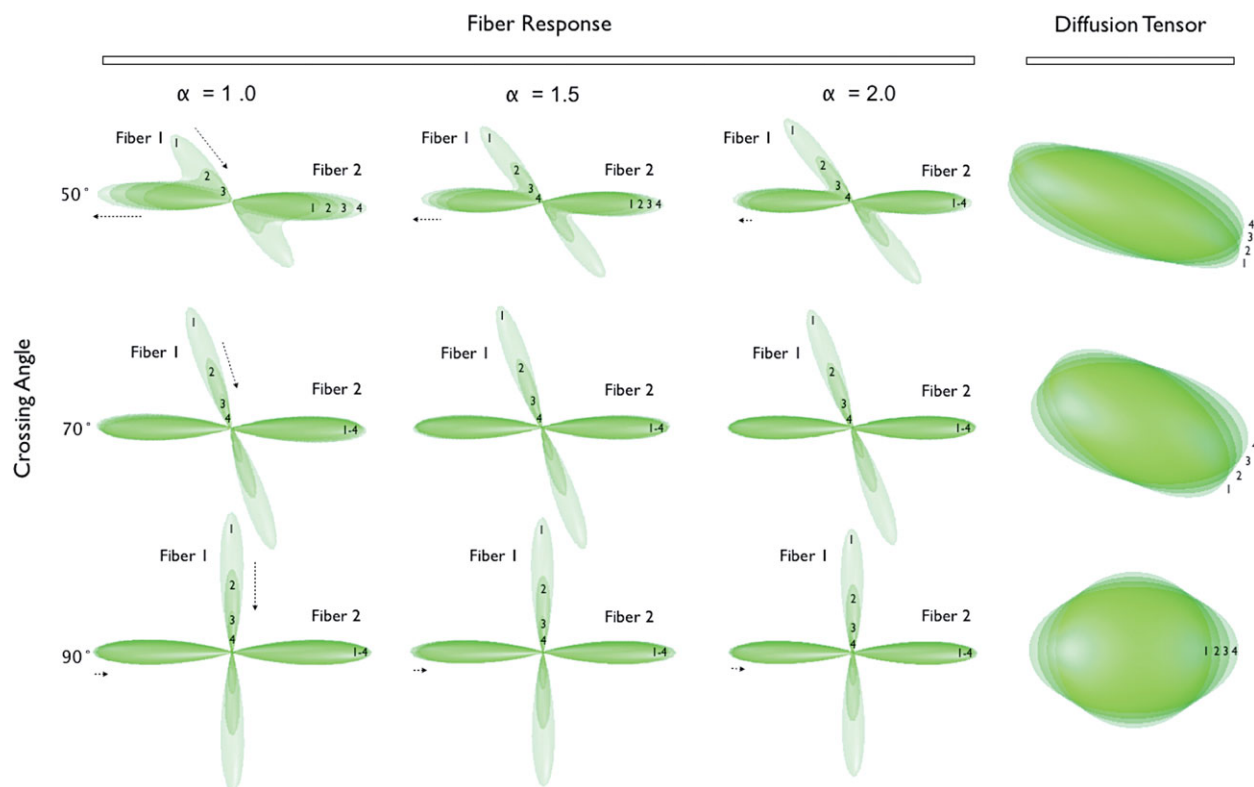 Fiber Response
Diffusion Tensor
α = 1 .0
α = 1.5
α = 2.0
Crossing Angle
50°
Fiber 1
Fiber 2
1
2
3
1 2 3 4
Fiber 1
Fiber 2
1
2
3
4
1 2 3 4
Fiber 1
Fiber 2
1
2
3
4
1-4
4
3
2
1
70°
Fiber 1
Fiber 2
1
2
3
4
1-4
Fiber 1
Fiber 2
1
2
3
4
1-4
Fiber 1
Fiber 2
1
2
3
4
1-4
4
3
2
1
90°
Fiber 1
Fiber 2
1
2
3
4
1-4
Fiber 1
Fiber 2
1
2
3
4
1-4
Fiber 1
Fiber 2
1
2
3
4
1-4
1 2 3 4